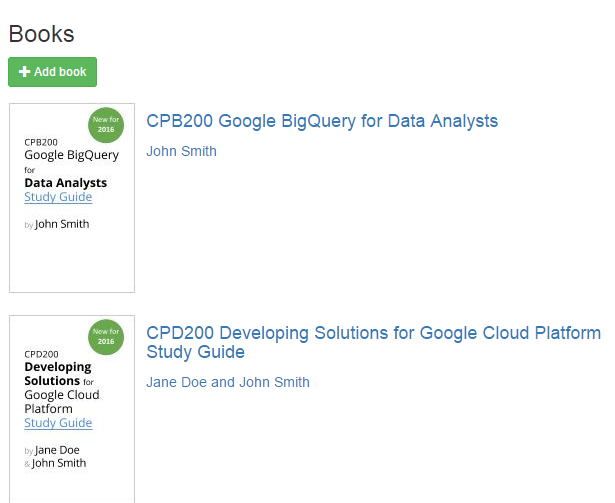 Books
+ Add book
New for
2016
CPB200
Google BigQuery
for
Data Analysts
Study Guide
by John Smith
CPB200 Google BigQuery for Data Analysts
John Smith
New for
2016
CPD200
Developing
Solutions for
Google Cloud
Platform
Study Guide
by Jane Doe
& John Smith
CPD200 Developing Solutions for Google Cloud Platform
Study Guide
Jane Doe and John Smith